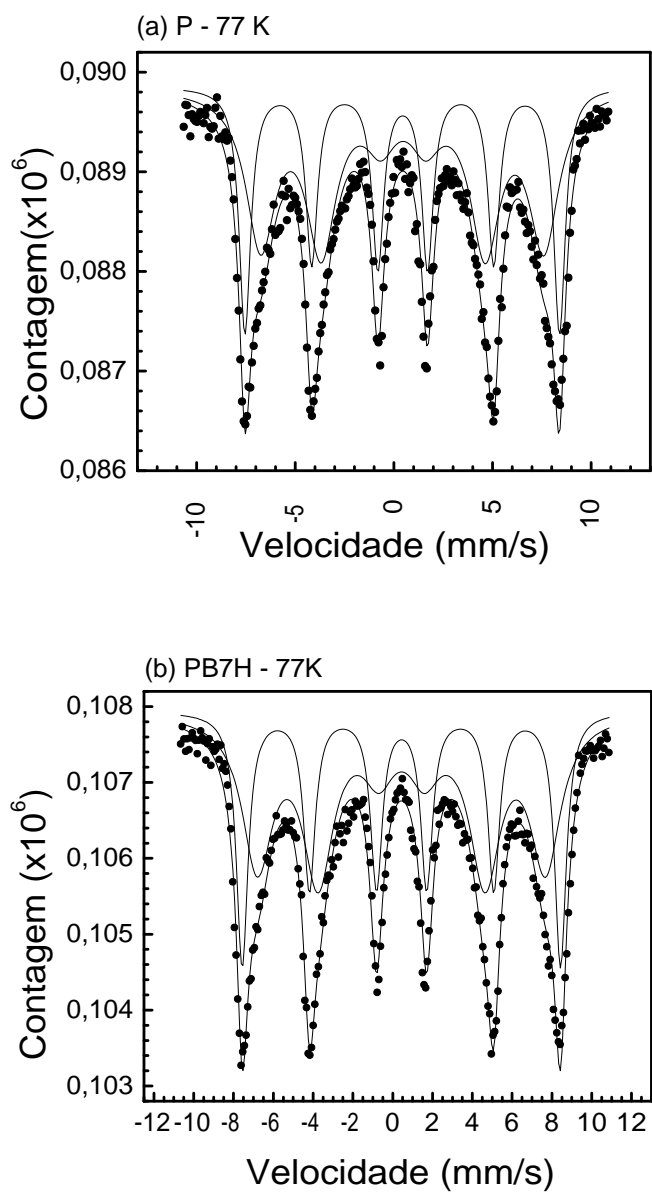 (a) P - 77 K
0,090
0,089
0,088
0,087
0,086
Contagem(x10⁶)
-10 -5 0 5 10
Velocidade (mm/s)
(b) PB7H - 77K
0,108
0,107
0,106
0,105
0,104
0,103
Contagem (x10⁶)
-12 -10 -8 -6 -4 -2 0 2 4 6 8 10 12
Velocidade (mm/s)